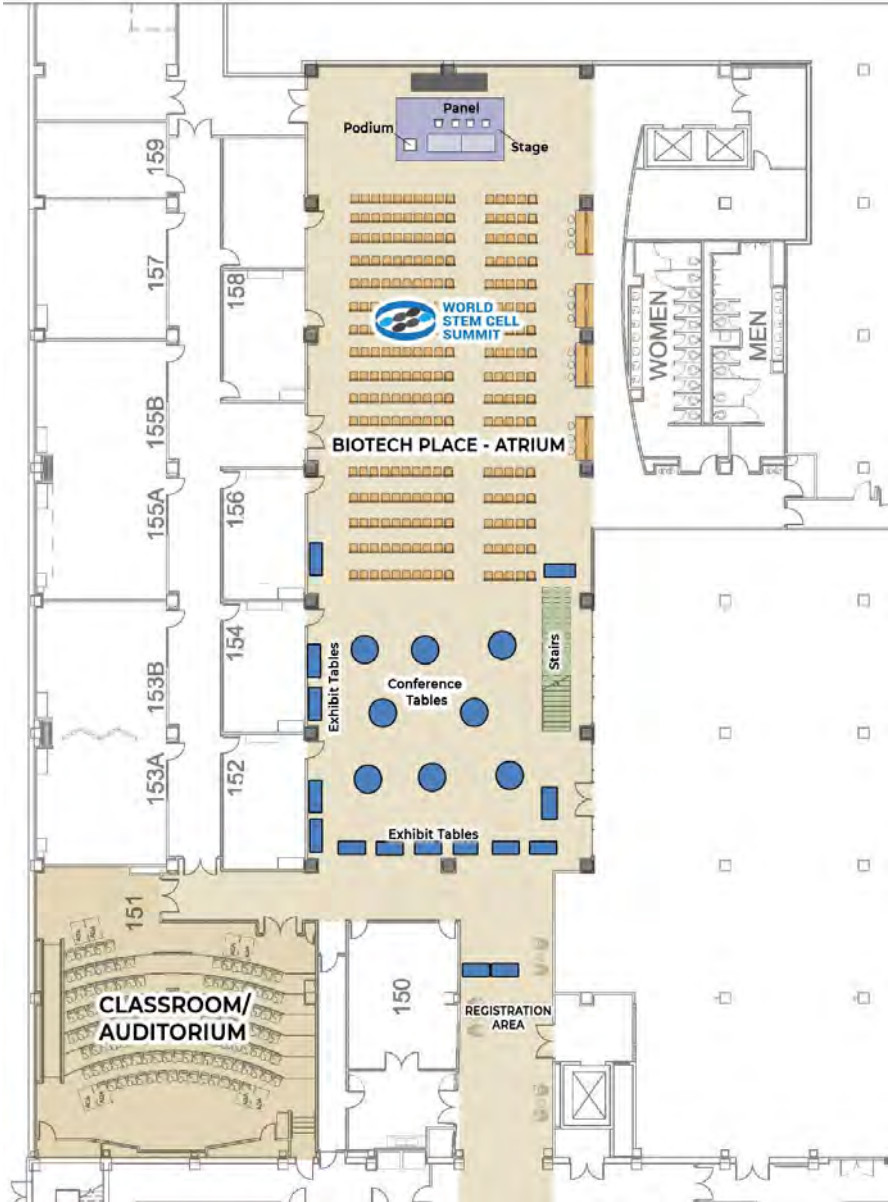 Panel
Podium
Stage
159
157
158
WORLD
STEM CELL
SUMMIT
WOMEN
MEN
155B
BIOTECH PLACE - ATRIUM
155A
156
154
153B
Exhibit Tables
Conference
Tables
Stairs
153A
152
Exhibit Tables
151
CLASSROOM/
AUDITORIUM
150
REGISTRATION
AREA